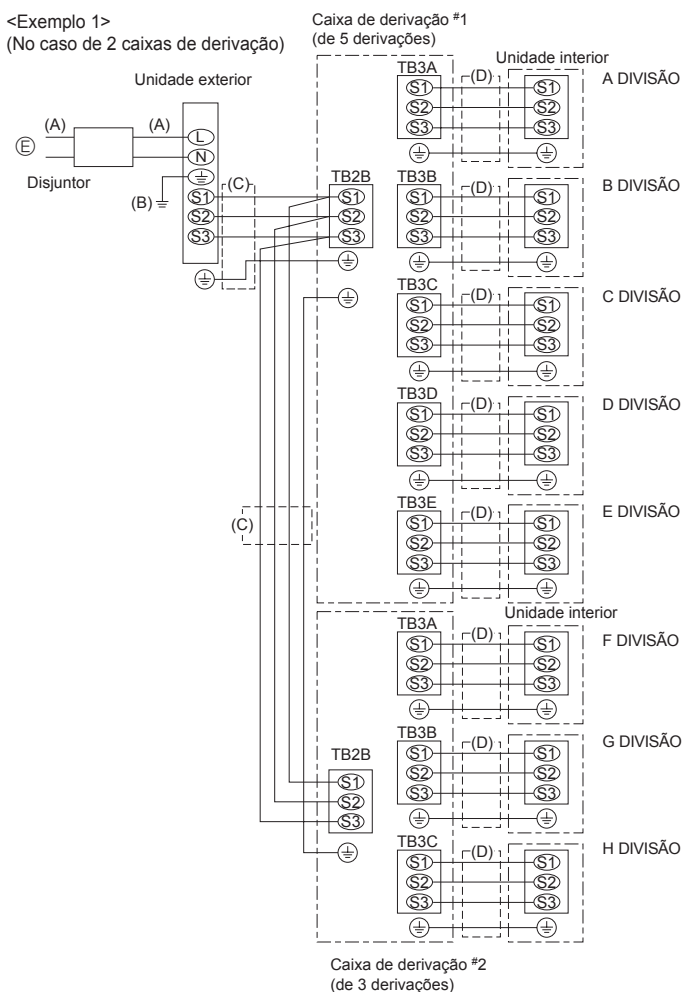 <Exemplo 1>
(No caso de 2 caixas de derivação)
Caixa de derivação #1
(de 5 derivações)
Unidade exterior
(A)
(A)
E
L
N
Disjuntor
(B)
S1
S2
S3
(C)
TB2B
S1
S2
S3
Unidade interior
TB3A
S1
S2
S3
(D)
S1
S2
S3
A DIVISÃO
TB3B
S1
S2
S3
(D)
S1
S2
S3
B DIVISÃO
TB3C
S1
S2
S3
(D)
S1
S2
S3
C DIVISÃO
TB3D
S1
S2
S3
(D)
S1
S2
S3
D DIVISÃO
TB3E
S1
S2
S3
(D)
S1
S2
S3
E DIVISÃO
(C)
Unidade interior
TB3A
S1
S2
S3
(D)
S1
S2
S3
F DIVISÃO
TB2B
S1
S2
S3
TB3B
S1
S2
S3
(D)
S1
S2
S3
G DIVISÃO
TB3C
S1
S2
S3
(D)
S1
S2
S3
H DIVISÃO
Caixa de derivação #2
(de 3 derivações)